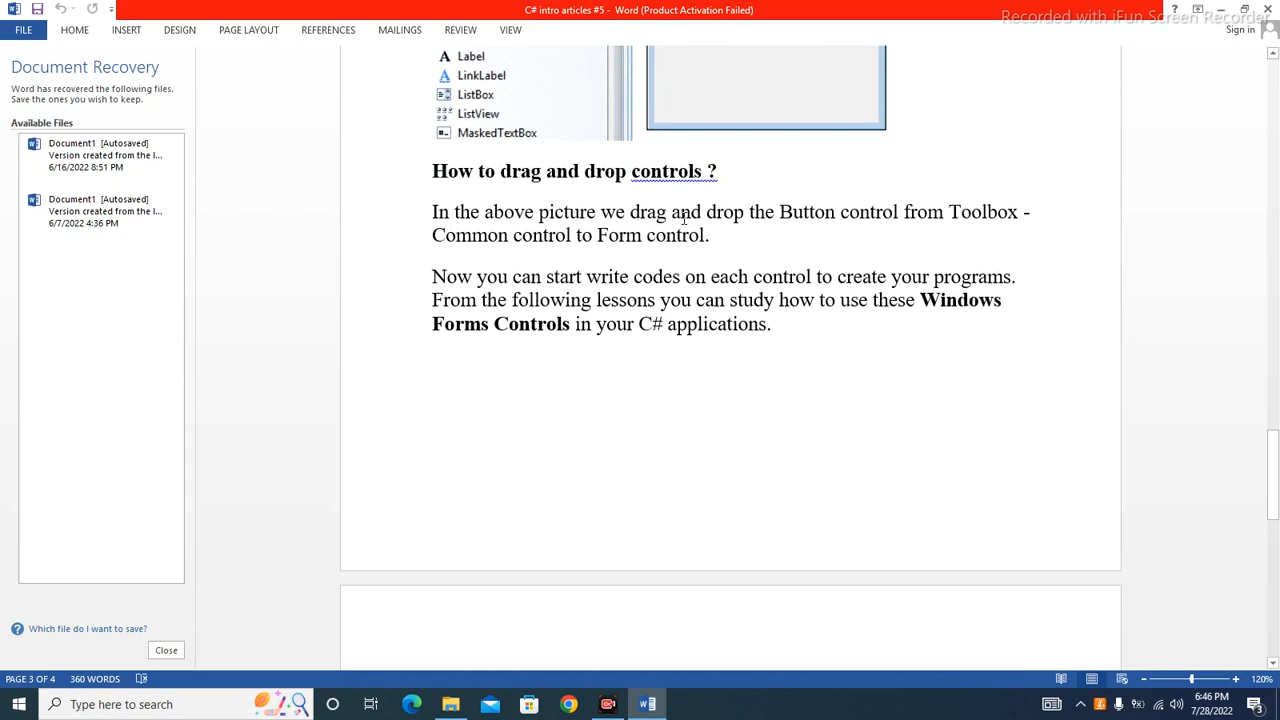 C# intro articles #5 - Word (Product Activation Failed)
Recorded with iFun Screen Recorder
FILE HOME INSERT DESIGN PAGE LAYOUT REFERENCES MAILINGS REVIEW VIEW Sign in
Document Recovery
Word has recovered the following files.
Save the ones you wish to keep.
Available Files
Document1 [Autosaved]
Version created from the l...
6/16/2022 8:51 PM
Document1 [Autosaved]
Version created from the l...
6/7/2022 4:36 PM
Which file do I want to save?
Close
Label
LinkLabel
ListBox
ListView
MaskedTextBox
How to drag and drop controls ?
In the above picture we drag and drop the Button control from Toolbox -
Common control to Form control.
Now you can start write codes on each control to create your programs.
From the following lessons you can study how to use these Windows
Forms Controls in your C# applications.
PAGE 3 OF 4 360 WORDS 120%
Type here to search
6:46 PM
7/28/2022
3